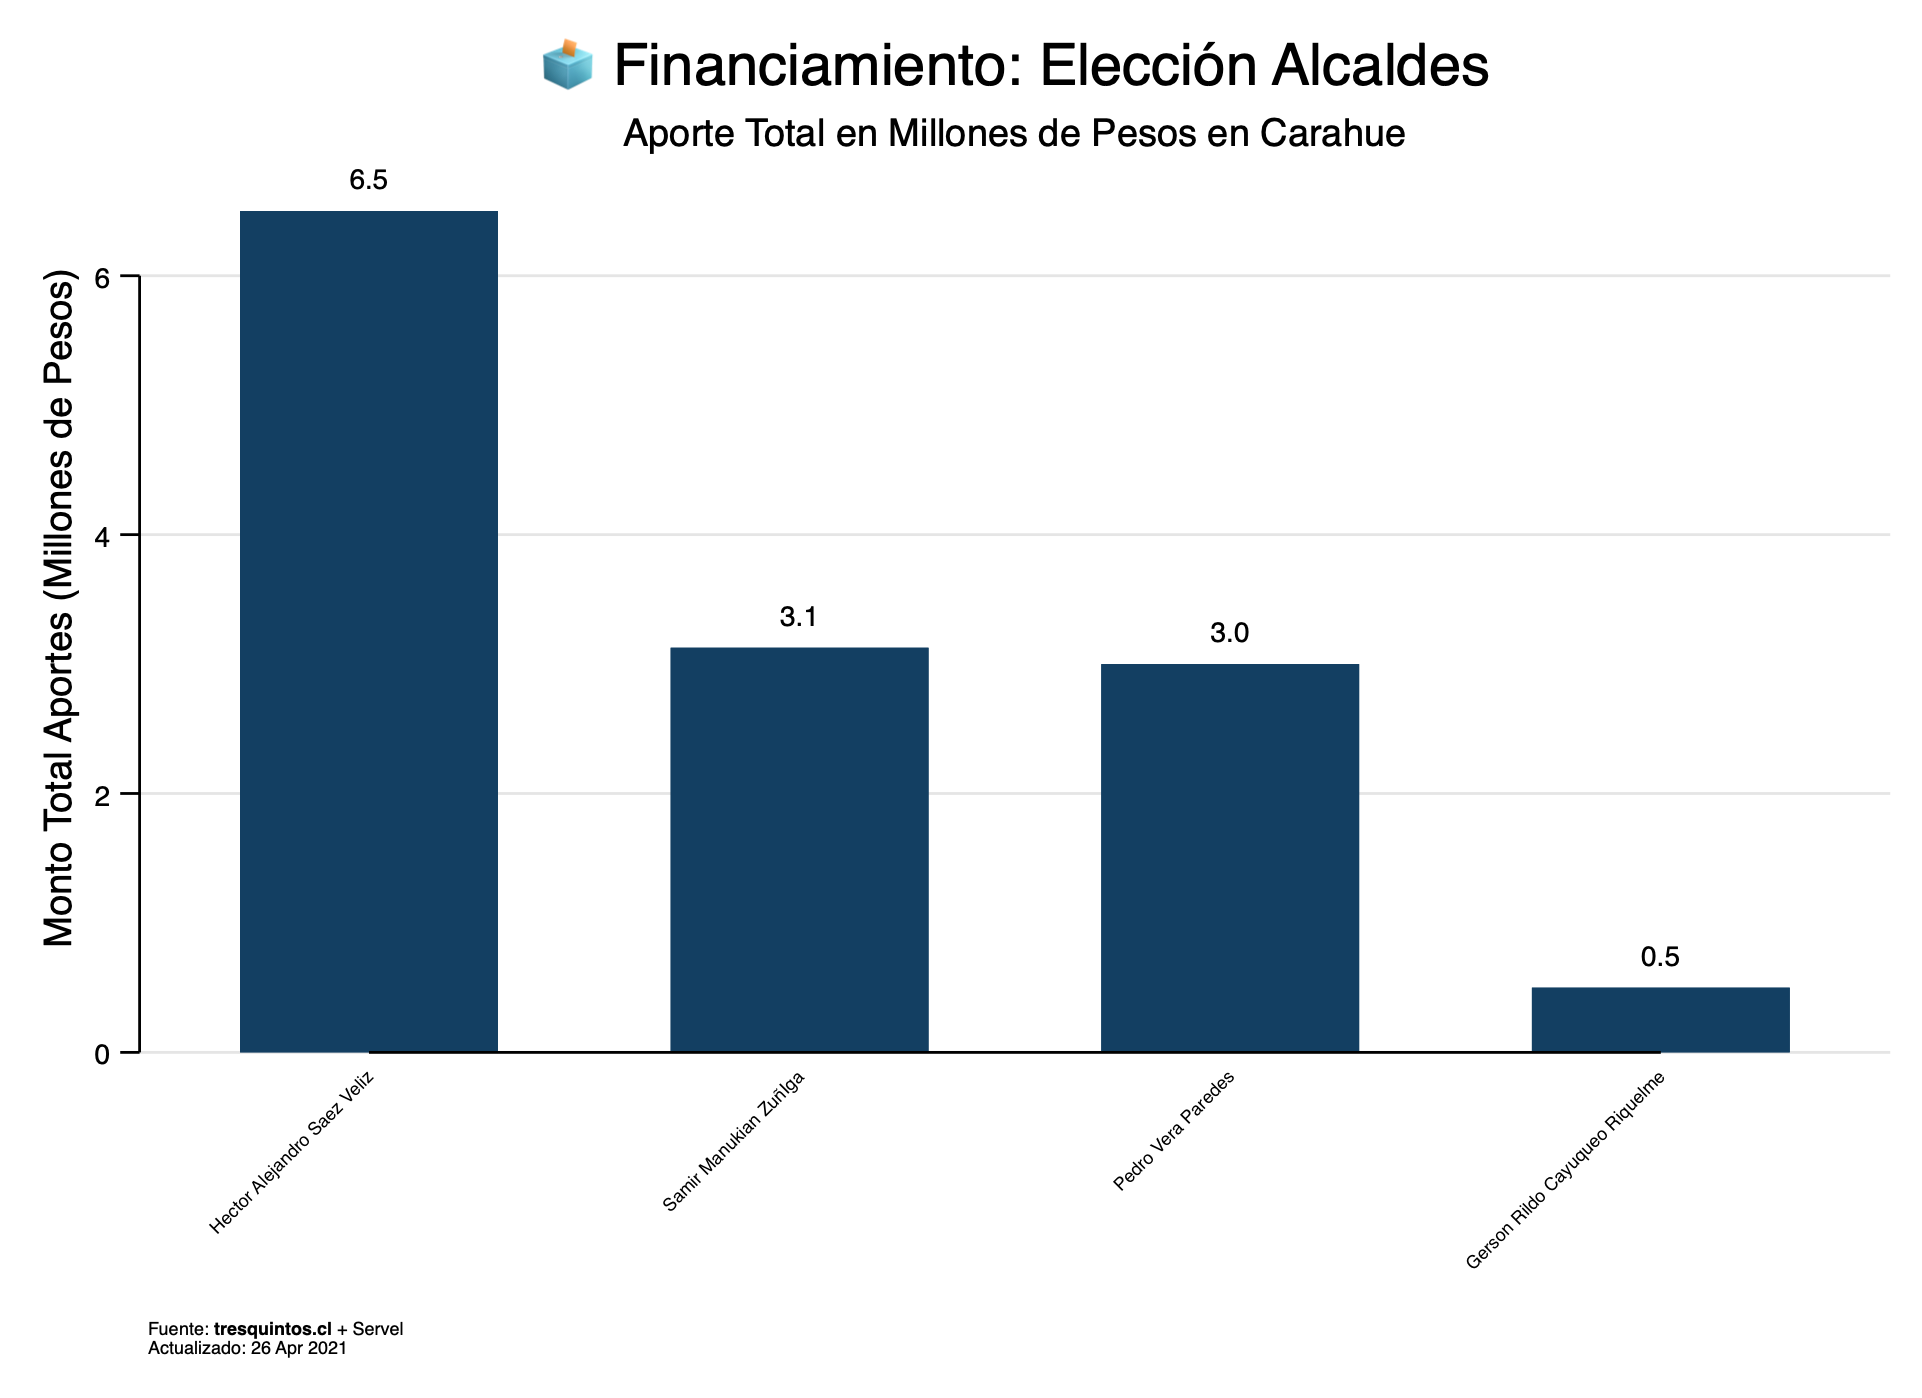 Financiamiento: Elección Alcaldes
Aporte Total en Millones de Pesos en Carahue
Monto Total Aportes (Millones de Pesos)
6
4
2
0
6.5
3.1
3.0
0.5
Hector Alejandro Saez Veliz
Samir Manukian Zuñlga
Pedro Vera Paredes
Gerson Rildo Cayuqueo Riquelme
Fuente: tresquintos.cl + Servel
Actualizado: 26 Apr 2021